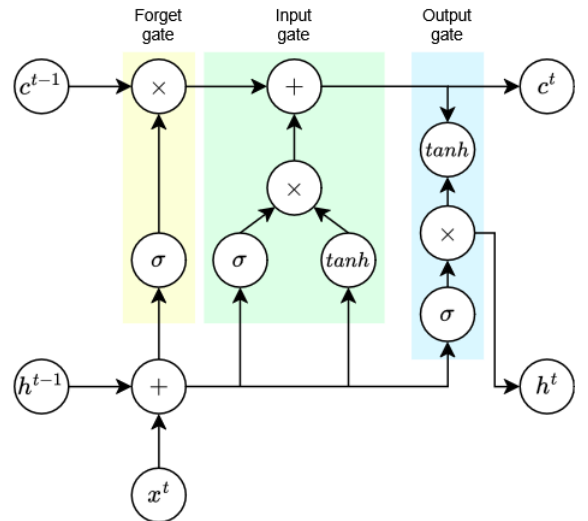 Forget
gate
Input
gate
Output
gate
c^{t-1}
×
+
c^t
tanh
×
×
σ
σ
tanh
σ
h^{t-1}
+
h^t
x^t